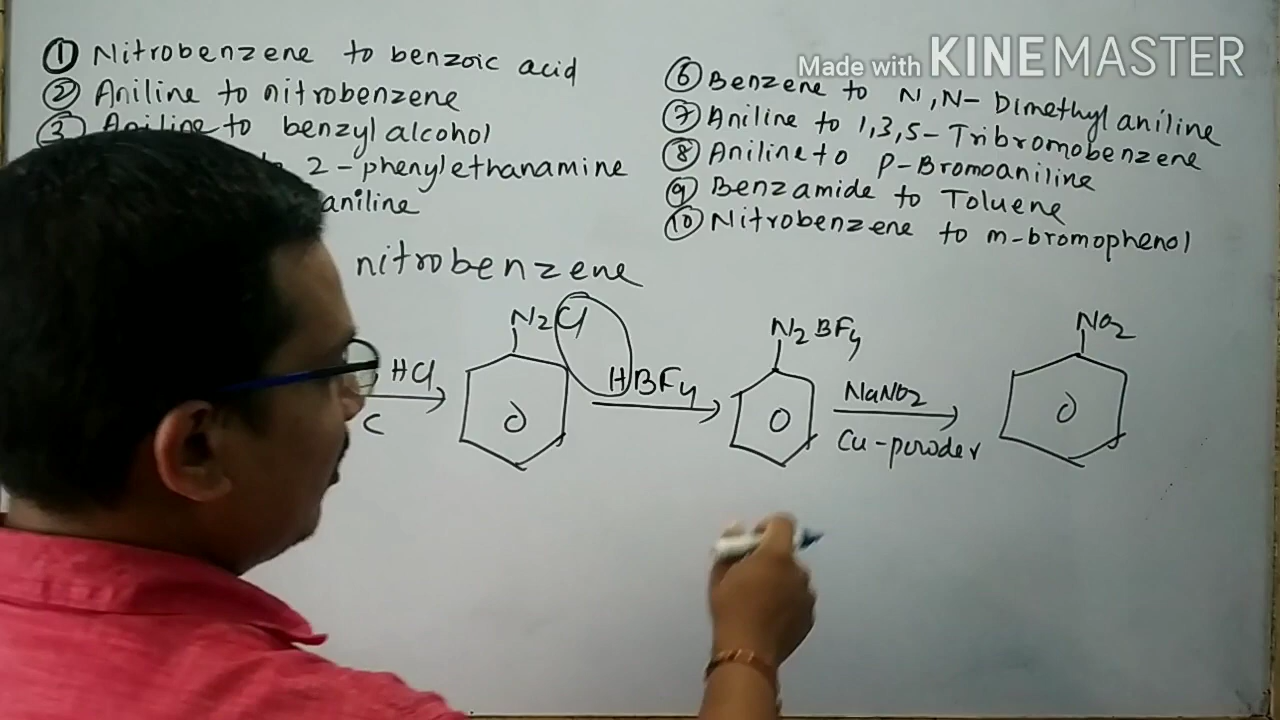 ① Nitrobenzene to benzoic acid
② Aniline to nitrobenzene
③ Aniline to benzyl alcohol
2-phenylethanamine
aniline
⑥ Benzene to N,N-Dimethylaniline
⑦ Aniline to 1,3,5-Tribromobenzene
⑧ Aniline to p-Bromoaniline
⑨ Benzamide to Toluene
⑩ Nitrobenzene to m-bromophenol
Made with KINEMASTER
nitrobenzene
HCl
C
N2Cl
HBF4
N2BF4
NaNO2
Cu-powder
NO2